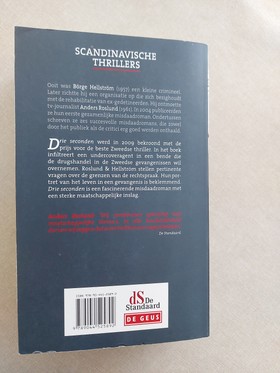 SCANDINAVISCHE
THRILLERS
Ooit was Börge Hellström (1957) een kleine crimineel.
Later richtte hij een organisatie op die zich bezighoudt
met de rehabilitatie van ex-gedetineerden. Hij ontmoette
tv-journalist Anders Roslund (1961). In 2004 publiceerden
ze hun eerste gezamenlijke misdaadroman. Ondertussen
schreven ze zes succesvolle misdaadromans, die zowel
door het publiek als de critici erg goed werden onthaald.
Drie seconden werd in 2009 bekroond met de
prijs voor de beste Zweedse thriller. In het boek
infiltreert een undercoveragent in een bende die
de drugshandel in de Zweedse gevangenissen wil
overnemen. Roslund & Hellström stellen pertinente
vragen over de grenzen van de rechtspraak. Hun por-
tret van het leven in een gevangenis is beklemmend.
Drie seconden is een fascinerende misdaadroman met een
sterke maatschappelijke inslag.
De Standaard
dS De
Standaard
DE GEUS